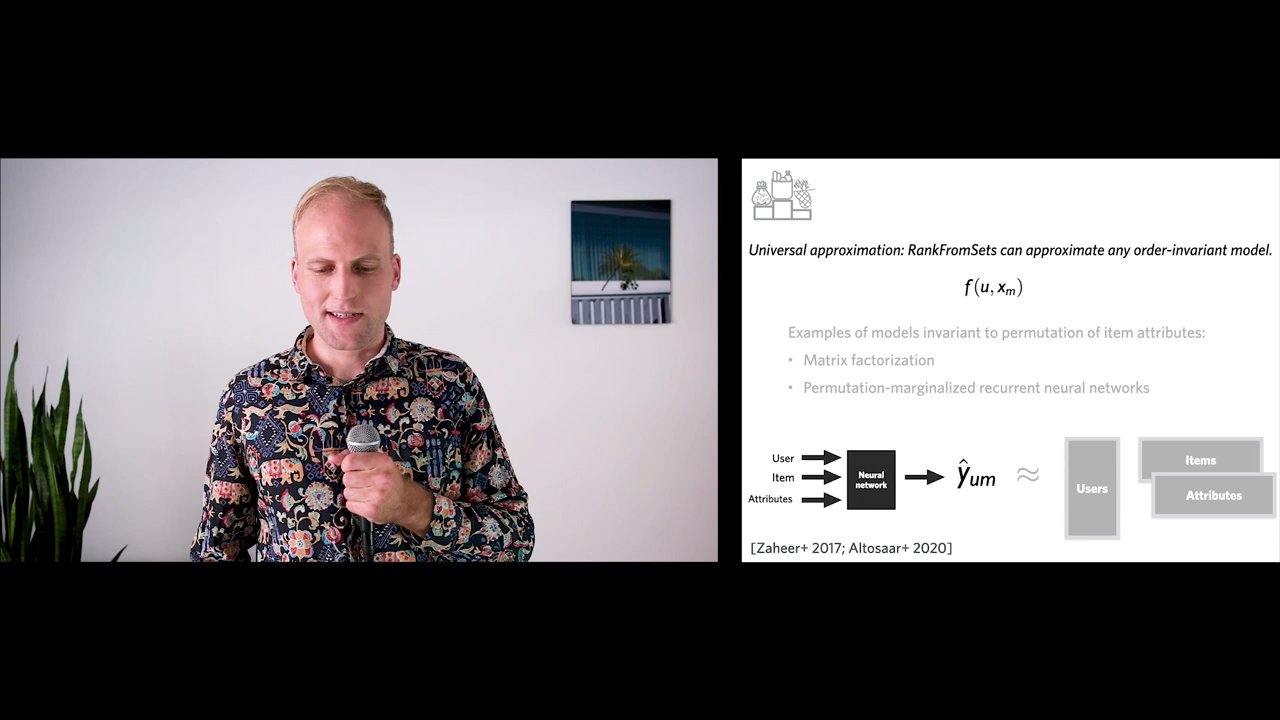 Universal approximation: RankFromSets can approximate any order-invariant model.
f(u, xₘ)
Examples of models invariant to permutation of item attributes:
• Matrix factorization
• Permutation-marginalized recurrent neural networks
User
Item
Attributes
Neural
network
ŷᵤₘ ≈
Users
Items
Attributes
[Zaheer+ 2017; Altosaar+ 2020]